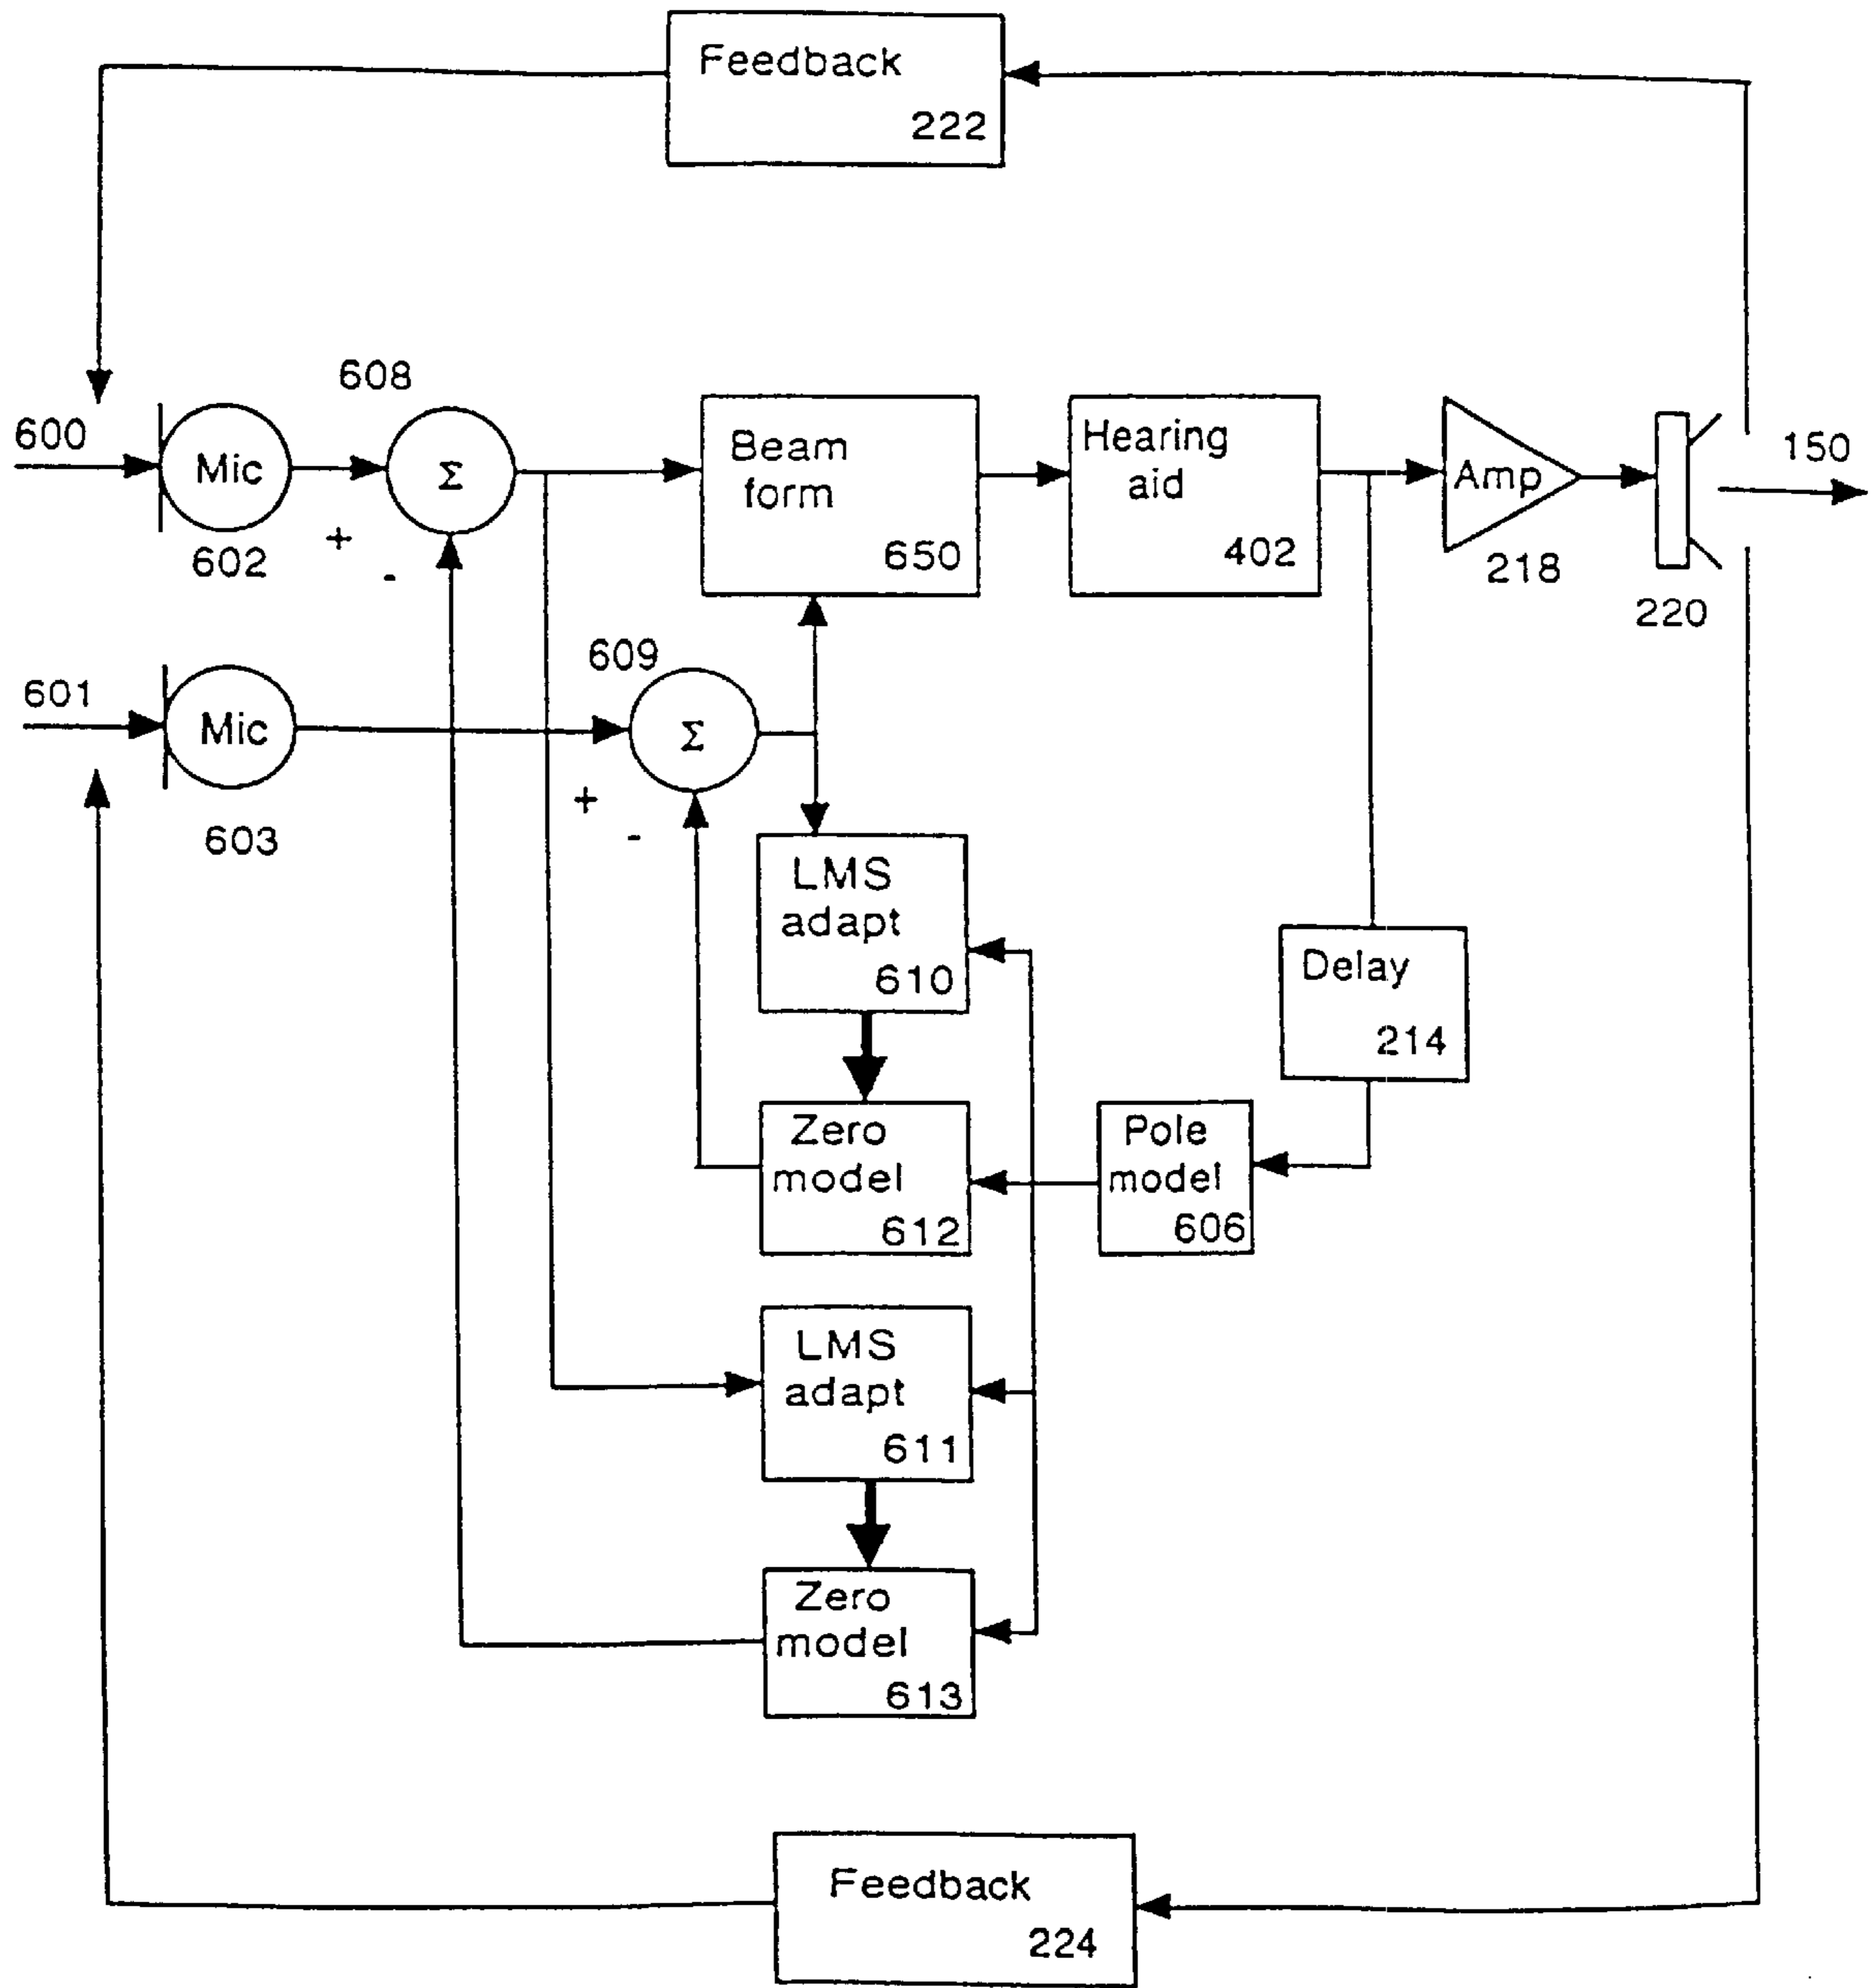 Feedback
222
608
600
Mic
602
+
-
Σ
Beam
form
650
Hearing
aid
402
Amp
218
220
150
601
Mic
603
609
Σ
+
-
LMS
adapt
610
Delay
214
Zero
model
612
Pole
model
606
LMS
adapt
611
Zero
model
613
Feedback
224